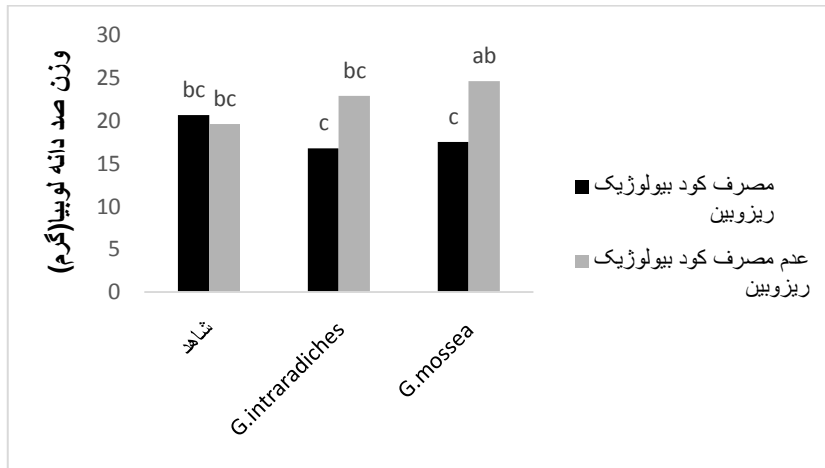 وزن صد دانه لوبیا(گرم)
30
25
20
15
10
5
0
bc
bc
c
bc
c
ab
شاهد
G.intraradiches
G.mossea
مصرف کود بیولوژیک
ریزوبین
عدم مصرف کود بیولوژیک
ریزوبین